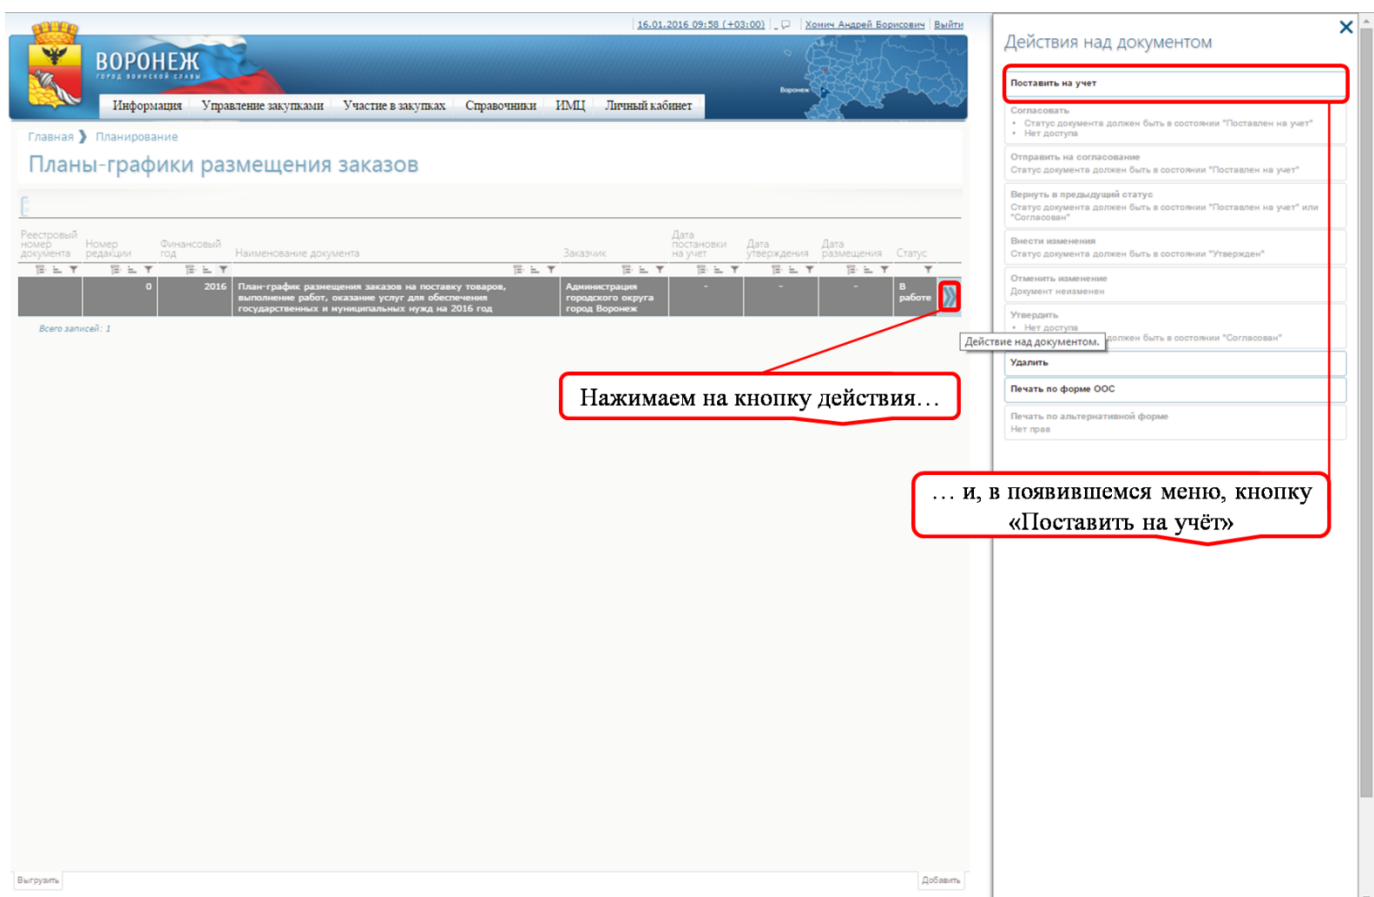 16.01.2016 09:58 (+03:00)
Хонич Андрей Борисович
Выйти
ВОРОНЕЖ
ГОРОД ВОИНСКОЙ СЛАВЫ
Воронеж
Информация Управление закупками Участие в закупках Справочники ИМЦ Личный кабинет
Главная ❯ Планирование
Планы-графики размещения заказов
Реестровый номер документа
Номер редакции
Финансовый год
Наименование документа
Заказчик
Дата постановки на учет
Дата утверждения
Дата размещения
Статус
0
2016
План-график размещения заказов на поставку товаров,
выполнение работ, оказание услуг для обеспечения
государственных и муниципальных нужд на 2016 год
Администрация
городского округа
город Воронеж
-
-
-
В
работе
Всего записей: 1
Действие над документом.
Нажимаем на кнопку действия…
Выгрузить
Добавить
Действия над документом
Поставить на учет
Согласовать
• Статус документа должен быть в состоянии "Поставлен на учет"
• Нет доступа
Отправить на согласование
Статус документа должен быть в состоянии "Поставлен на учет"
Вернуть в предыдущий статус
Статус документа должен быть в состоянии "Поставлен на учет" или
"Согласован"
Внести изменения
Статус документа должен быть в состоянии "Утвержден"
Отменить изменение
Документ неизменен
Утвердить
• Нет доступа
должен быть в состоянии "Согласован"
Удалить
Печать по форме ООС
Печать по альтернативной форме
Нет прав
… и, в появившемся меню, кнопку
«Поставить на учёт»